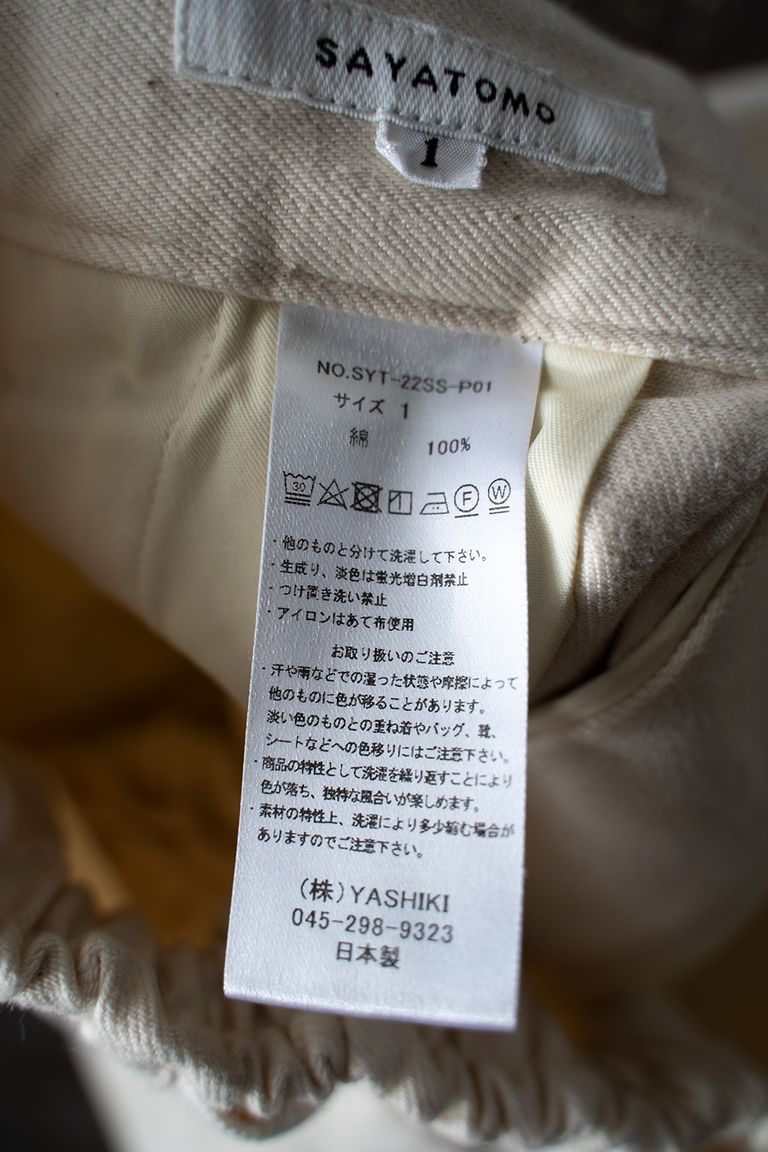 SAYATOMO
1
NO.SYT-22SS-P01
サイズ 1
綿 100%
30 F W
・他のものと分けて洗濯して下さい。
・生成り、淡色は蛍光増白剤禁止
・つけ置き洗い禁止
・アイロンはあて布使用
お取り扱いのご注意
・汗や雨などでの湿った状態や摩擦によって
他のものに色が移ることがあります。
淡い色のものとの重ね着やバッグ、靴、
シートなどへの色移りにはご注意下さい。
・商品の特性として洗濯を繰り返すことにより
色が落ち、独特な風合いが楽しめます。
・素材の特性上、洗濯により多少縮む場合が
ありますのでご注意下さい。
(株)YASHIKI
045-298-9323
日本製